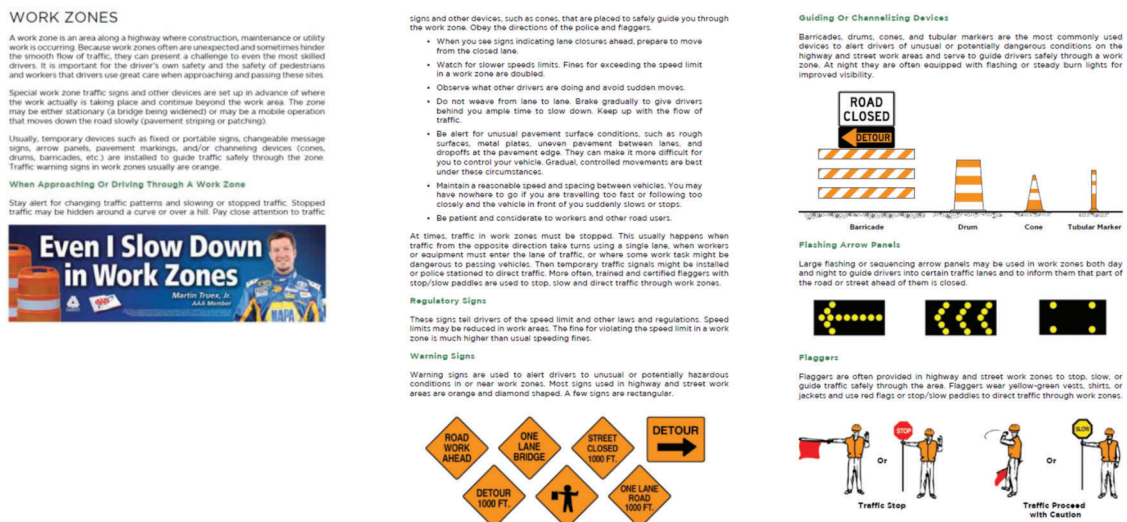 WORK ZONES
A work zone is an area along a highway where construction, maintenance or utility
work is occurring. Because work zones often are unexpected and sometimes hinder
the smooth flow of traffic, they can present a challenge to even the most skilled
drivers. It is important for the driver's own safety and the safety of pedestrians
and workers that drivers use great care when approaching and passing these sites.
Special work zone traffic signs and other devices are set up in advance of where
the work actually is taking place and continue beyond the work area. The zone
may be either stationary (a bridge being widened) or may be a mobile operation
that moves down the road slowly (pavement striping or patching).
Usually, temporary devices such as fixed or portable signs, changeable message
signs, arrow panels, pavement markings, and/or channeling devices (cones,
drums, barricades, etc.) are installed to guide traffic safely through the zone.
Traffic warning signs in work zones usually are orange.
When Approaching Or Driving Through A Work Zone
Stay alert for changing traffic patterns and slowing or stopped traffic. Stopped
traffic may be hidden around a curve or over a hill. Pay close attention to traffic
Even I Slow Down
in Work Zones
Martin Truex, Jr.
AAA Member
NAPA
signs and other devices, such as cones, that are placed to safely guide you through
the work zone. Obey the directions of the police and flaggers.
• When you see signs indicating lane closures ahead, prepare to move
from the closed lane.
• Watch for slower speeds limits. Fines for exceeding the speed limit
in a work zone are doubled.
• Observe what other drivers are doing and avoid sudden moves.
• Do not weave from lane to lane. Brake gradually to give drivers
behind you ample time to slow down. Keep up with the flow of
traffic.
• Be alert for unusual pavement surface conditions, such as rough
surfaces, metal plates, uneven pavement between lanes, and
dropoffs at the pavement edge. They can make it more difficult for
you to control your vehicle. Gradual, controlled movements are best
under these circumstances.
• Maintain a reasonable speed and spacing between vehicles. You may
have nowhere to go if you are travelling too fast or following too
closely and the vehicle in front of you suddenly slows or stops.
• Be patient and considerate to workers and other road users.
At times, traffic in work zones must be stopped. This usually happens when
traffic from the opposite direction take turns using a single lane, when workers
or equipment must enter the lane of traffic, or where some work task might be
dangerous to passing vehicles. Then temporary traffic signals might be installed
or police stationed to direct traffic. More often, trained and certified flaggers with
stop/slow paddles are used to stop, slow and direct traffic through work zones.
Regulatory Signs
These signs tell drivers of the speed limit and other laws and regulations. Speed
limits may be reduced in work areas. The fine for violating the speed limit in a work
zone is much higher than usual speeding fines.
Warning Signs
Warning signs are used to alert drivers to unusual or potentially hazardous
conditions in or near work zones. Most signs used in highway and street work
areas are orange and diamond shaped. A few signs are rectangular.
ROAD
WORK
AHEAD
ONE
LANE
BRIDGE
STREET
CLOSED
1000 FT.
DETOUR
DETOUR
1000 FT.
ONE LANE
ROAD
1000 FT.
Guiding Or Channelizing Devices
Barricades, drums, cones, and tubular markers are the most commonly used
devices to alert drivers of unusual or potentially dangerous conditions on the
highway and street work areas and serve to guide drivers safely through a work
zone. At night they are often equipped with flashing or steady burn lights for
improved visibility.
ROAD
CLOSED
DETOUR
Barricade
Drum
Cone
Tubular Marker
Flashing Arrow Panels
Large flashing or sequencing arrow panels may be used in work zones both day
and night to guide drivers into certain traffic lanes and to inform them that part of
the road or street ahead of them is closed.
Flaggers
Flaggers are often provided in highway and street work zones to stop, slow, or
guide traffic safely through the area. Flaggers wear yellow-green vests, shirts, or
jackets and use red flags or stop/slow paddles to direct traffic through work zones.
Or
STOP
Or
SLOW
Traffic Stop
Traffic Proceed
with Caution